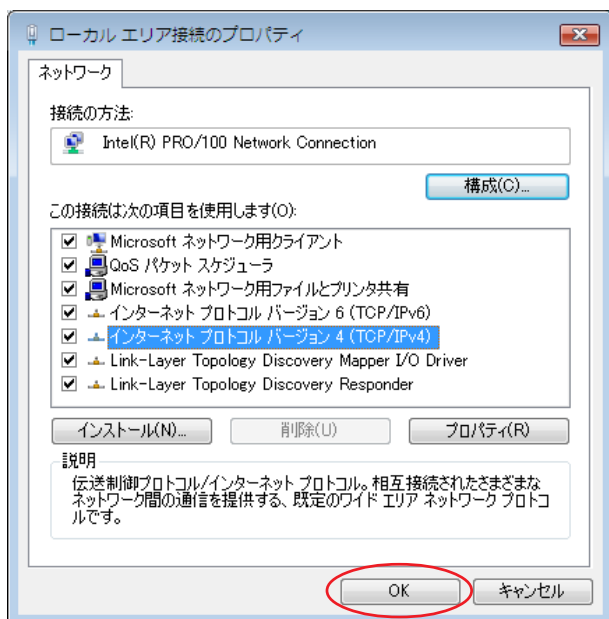 ローカル エリア接続のプロパティ
ネットワーク
接続の方法:
Intel(R) PRO/100 Network Connection
構成(C)...
この接続は次の項目を使用します(O):
Microsoft ネットワーク用クライアント
QoS パケット スケジューラ
Microsoft ネットワーク用ファイルとプリンタ共有
インターネット プロトコル バージョン 6 (TCP/IPv6)
インターネット プロトコル バージョン 4 (TCP/IPv4)
Link-Layer Topology Discovery Mapper I/O Driver
Link-Layer Topology Discovery Responder
インストール(N)... 削除(U) プロパティ(R)
説明
伝送制御プロトコル/インターネット プロトコル。相互接続されたさまざまな
ネットワーク間の通信を提供する、既定のワイド エリア ネットワーク プロトコ
ルです。
OK キャンセル